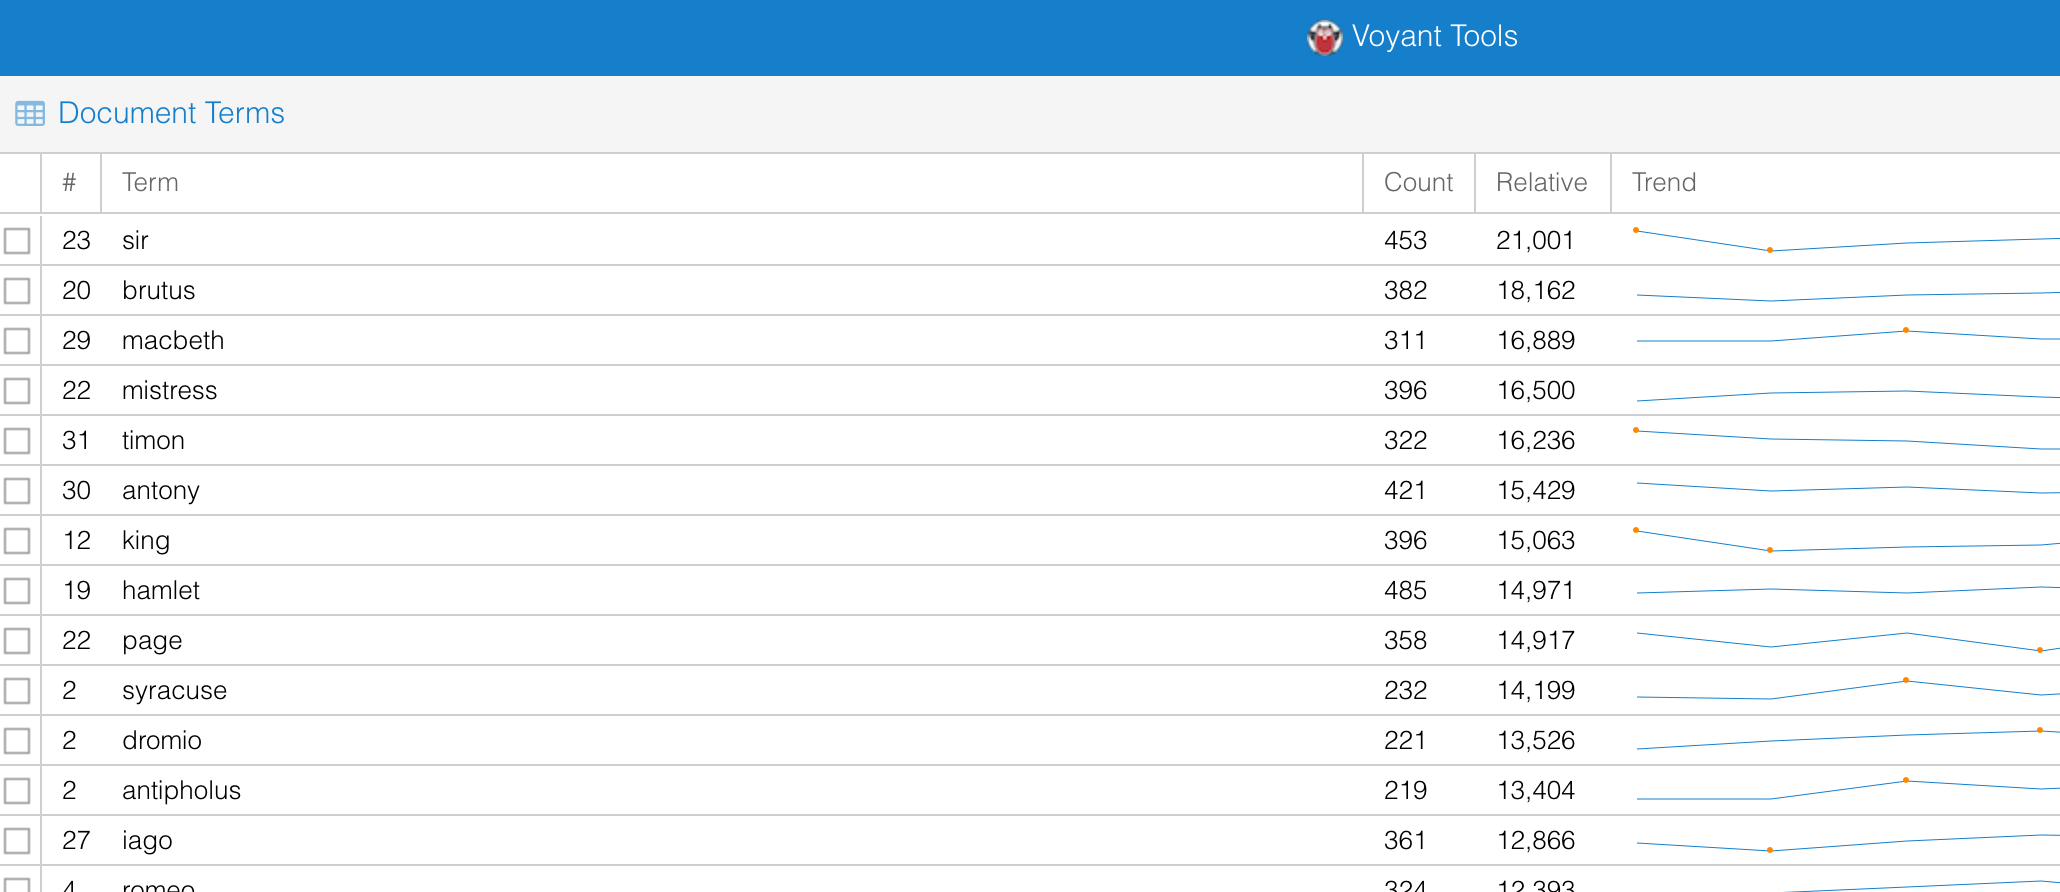 Voyant Tools
Document Terms
# Term Count Relative Trend
23 sir 453 21,001
20 brutus 382 18,162
29 macbeth 311 16,889
22 mistress 396 16,500
31 timon 322 16,236
30 antony 421 15,429
12 king 396 15,063
19 hamlet 485 14,971
22 page 358 14,917
2 syracuse 232 14,199
2 dromio 221 13,526
2 antipholus 219 13,404
27 iago 361 12,866
4 romeo 324 12,393